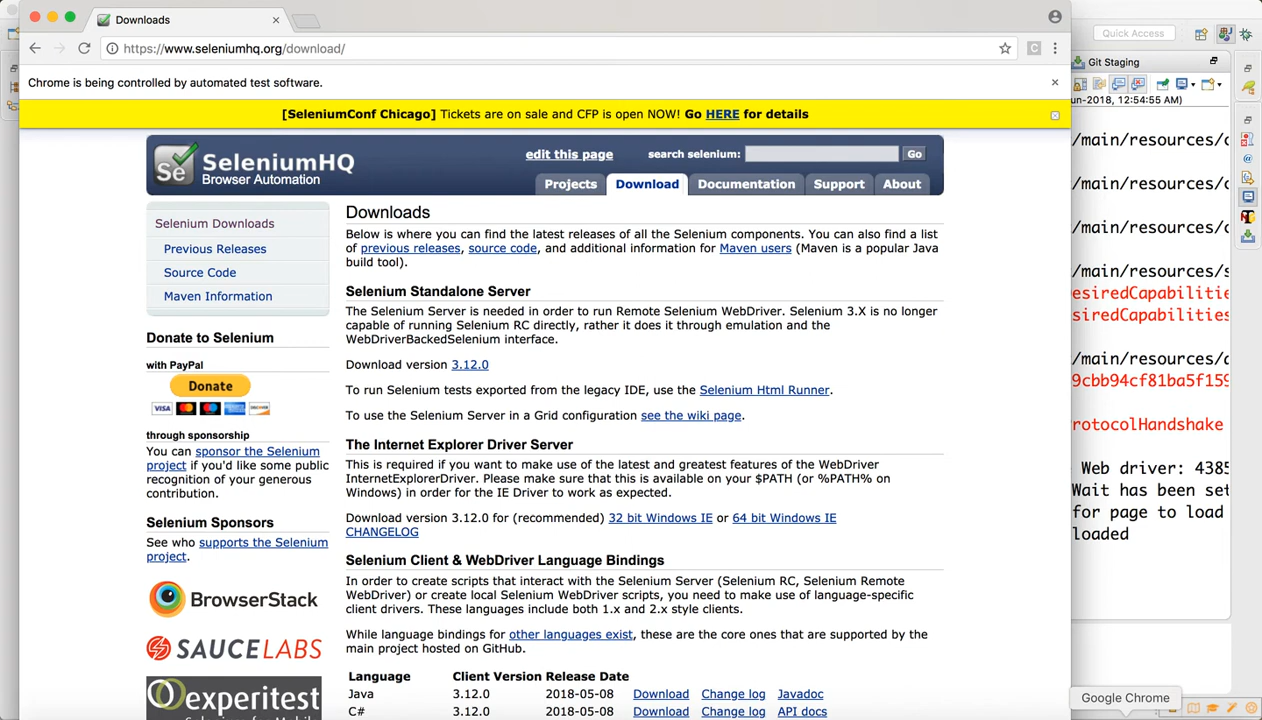 Downloads
https://www.seleniumhq.org/download/
Chrome is being controlled by automated test software.
[SeleniumConf Chicago] Tickets are on sale and CFP is open NOW! Go HERE for details
Se SeleniumHQ
Browser Automation
edit this page
search selenium:
Go
Projects
Download
Documentation
Support
About
Selenium Downloads
Previous Releases
Source Code
Maven Information
Donate to Selenium
with PayPal
Donate
VISA
through sponsorship
You can sponsor the Selenium
project if you'd like some public
recognition of your generous
contribution.
Selenium Sponsors
See who supports the Selenium
project.
BrowserStack
SAUCELABS
experitest
Downloads
Below is where you can find the latest releases of all the Selenium components. You can also find a list
of previous releases, source code, and additional information for Maven users (Maven is a popular Java
build tool).
Selenium Standalone Server
The Selenium Server is needed in order to run Remote Selenium WebDriver. Selenium 3.X is no longer
capable of running Selenium RC directly, rather it does it through emulation and the
WebDriverBackedSelenium interface.
Download version 3.12.0
To run Selenium tests exported from the legacy IDE, use the Selenium Html Runner.
To use the Selenium Server in a Grid configuration see the wiki page.
The Internet Explorer Driver Server
This is required if you want to make use of the latest and greatest features of the WebDriver
InternetExplorerDriver. Please make sure that this is available on your $PATH (or %PATH% on
Windows) in order for the IE Driver to work as expected.
Download version 3.12.0 for (recommended) 32 bit Windows IE or 64 bit Windows IE
CHANGELOG
Selenium Client & WebDriver Language Bindings
In order to create scripts that interact with the Selenium Server (Selenium RC, Selenium Remote
WebDriver) or create local Selenium WebDriver scripts, you need to make use of language-specific
client drivers. These languages include both 1.x and 2.x style clients.
While language bindings for other languages exist, these are the core ones that are supported by the
main project hosted on GitHub.
Language Client Version Release Date
Java 3.12.0 2018-05-08 Download Change log Javadoc
C# 3.12.0 2018-05-08 Download Change log API docs
Quick Access
Git Staging
un-2018, 12:54:55 AM)
/main/resources/c
/main/resources/c
/main/resources/c
/main/resources/s
esiredCapabilitie
esiredCapabilitie
/main/resources/d
9cbb94cf81ba5f159
rotocolHandshake
Web driver: 4385
Wait has been set
for page to load
loaded
Google Chrome